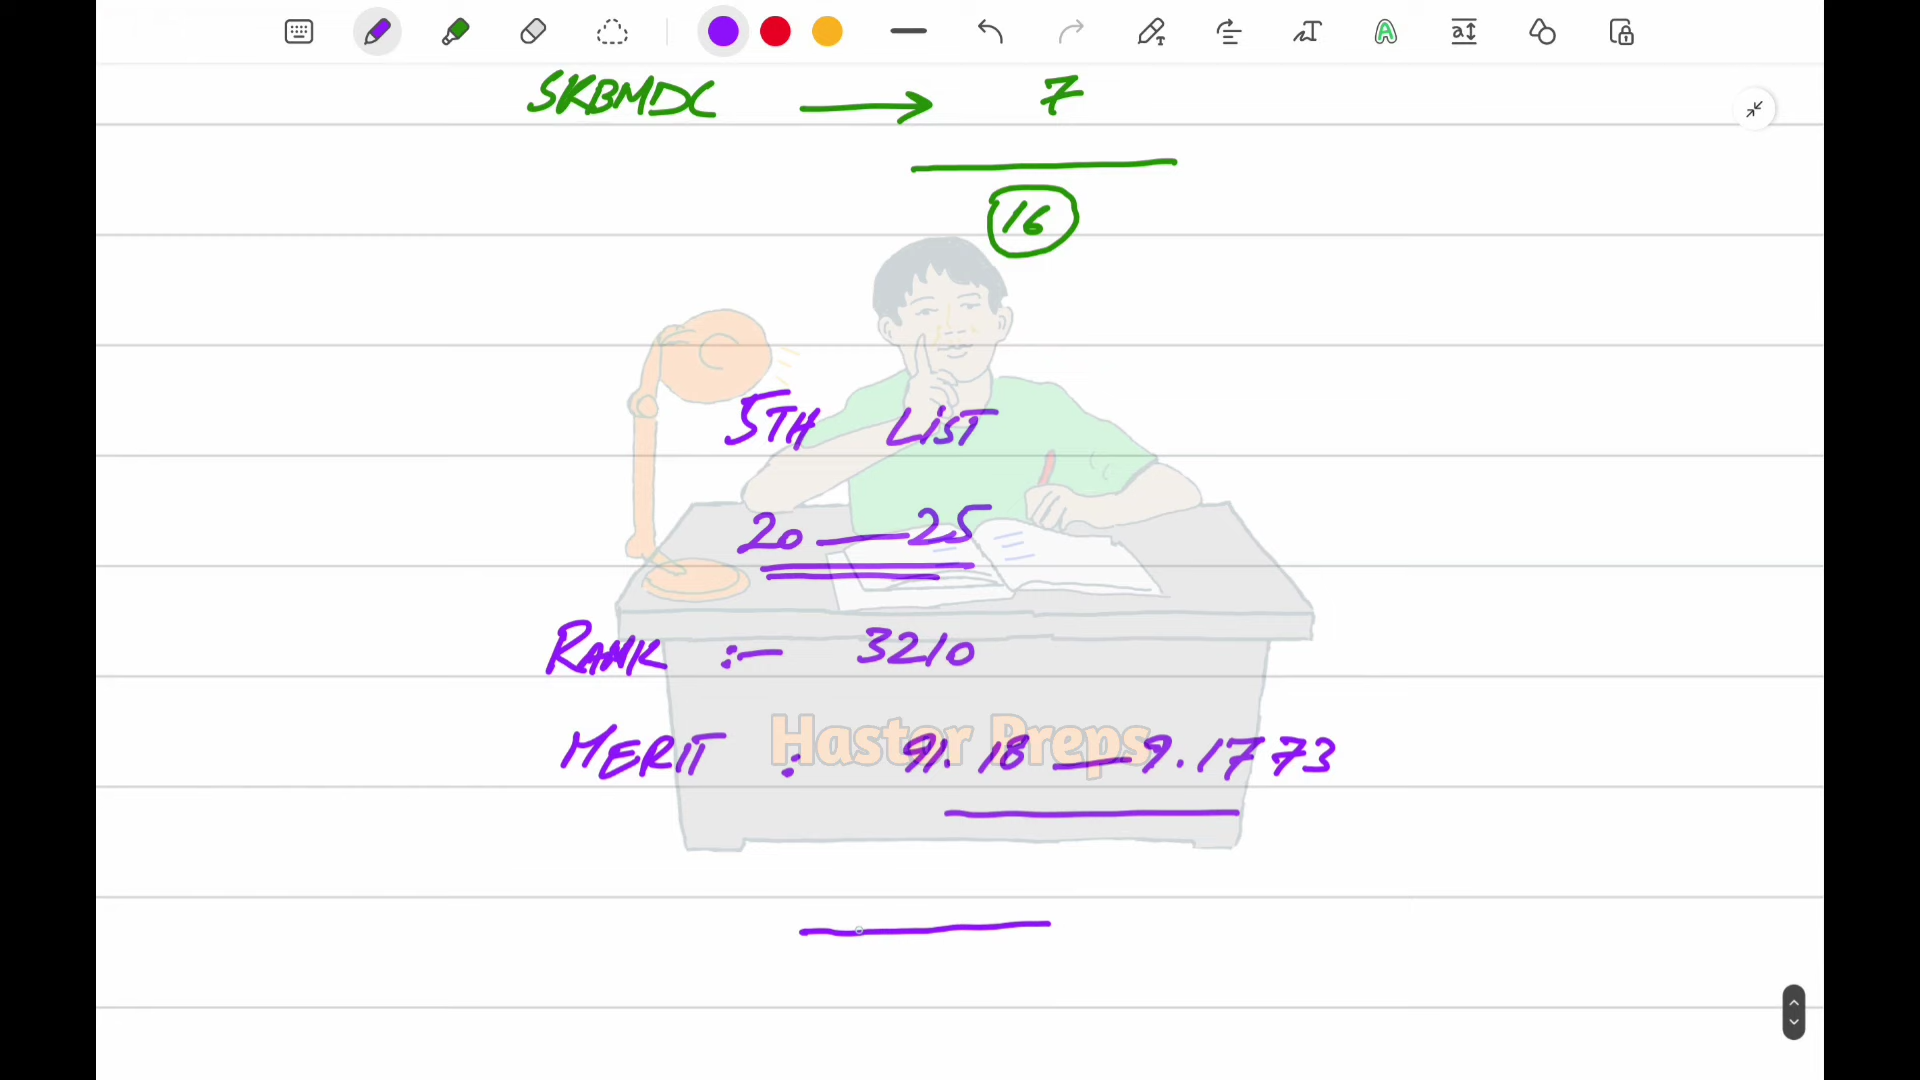 SKBMDC → 7
16
5TH LIST
20 — 25
RANK :- 3210
MERIT : 91.18 — 9.1773
Haster Preps